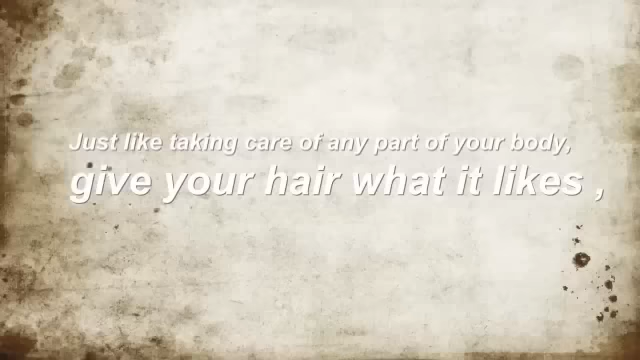 Just like taking care of any part of your body,
give your hair what it likes ,